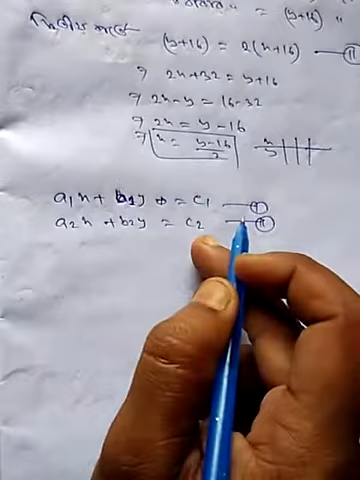 = (y+16) "
দ্বিতীয় শর্তে
(y+16) = 2(x+16) — II
⇒ 2x+32 = y+16
⇒ 2x-y = 16-32
⇒ 2x = y-16
⇒ x = y-16/2
x y
a₁x + b₁y = c₁ — I
a₂x + b₂y = c₂ — II